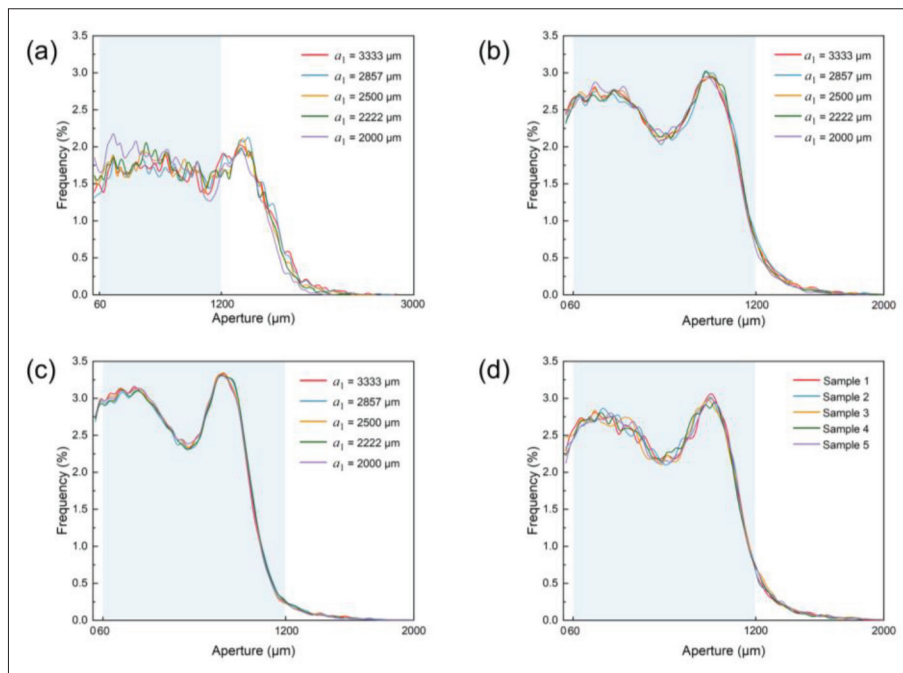 (a)
3.5
3.0
2.5
2.0
1.5
1.0
0.5
0.0
Frequency (%)
a₁ = 3333 µm
a₁ = 2857 µm
a₁ = 2500 µm
a₁ = 2222 µm
a₁ = 2000 µm
60 1200 3000
Aperture (µm)
(b)
3.5
3.0
2.5
2.0
1.5
1.0
0.5
0.0
Frequency (%)
a₁ = 3333 µm
a₁ = 2857 µm
a₁ = 2500 µm
a₁ = 2222 µm
a₁ = 2000 µm
0 60 1200 2000
Aperture (µm)
(c)
3.5
3.0
2.5
2.0
1.5
1.0
0.5
0.0
Frequency (%)
a₁ = 3333 µm
a₁ = 2857 µm
a₁ = 2500 µm
a₁ = 2222 µm
a₁ = 2000 µm
0 60 1200 2000
Aperture (µm)
(d)
3.5
3.0
2.5
2.0
1.5
1.0
0.5
0.0
Frequency (%)
Sample 1
Sample 2
Sample 3
Sample 4
Sample 5
0 60 1200 2000
Aperture (µm)